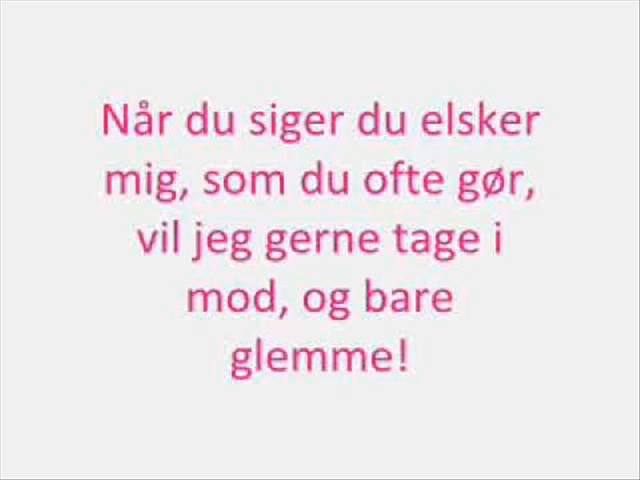 Når du siger du elsker
mig, som du ofte gør,
vil jeg gerne tage i
mod, og bare
glemme!